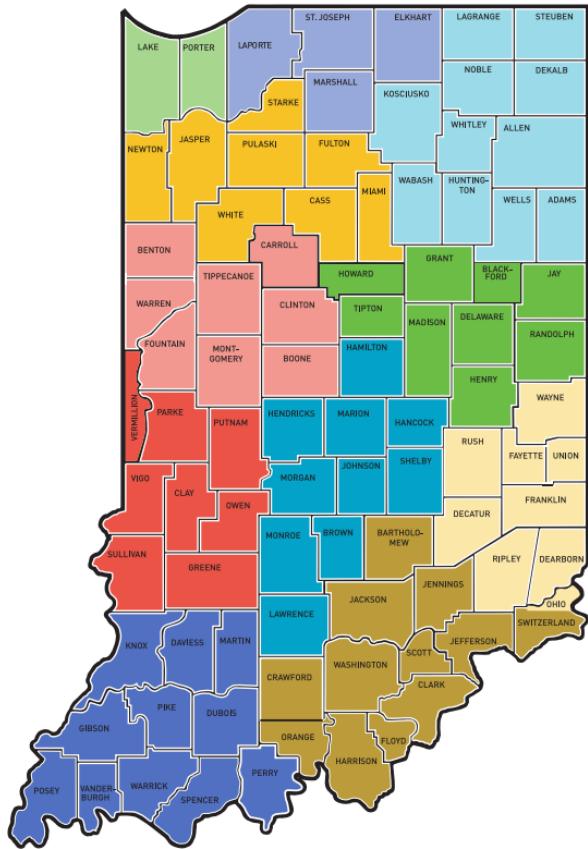 ST. JOSEPH
ELKHART
LAGRANGE
STEUBEN
LAKE
PORTER
LAPORTE
NOBLE
DEKALB
MARSHALL
KOSCIUSKO
STARKE
WHITLEY
ALLEN
NEWTON
JASPER
PULASKI
FULTON
WABASH
HUNTING-
TON
MIAMI
WELLS
ADAMS
WHITE
CASS
BENTON
CARROLL
GRANT
BLACK-
FORD
JAY
TIPPECANOE
HOWARD
WARREN
CLINTON
TIPTON
MADISON
DELAWARE
RANDOLPH
FOUNTAIN
MONT-
GOMERY
BOONE
HAMILTON
HENRY
WAYNE
VERMILLION
PARKE
PUTNAM
HENDRICKS
MARION
HANCOCK
RUSH
FAYETTE
UNION
VIGO
CLAY
MORGAN
JOHNSON
SHELBY
FRANKLIN
OWEN
DECATUR
MONROE
BROWN
BARTHOLO-
MEW
SULLIVAN
GREENE
RIPLEY
DEARBORN
JENNINGS
JACKSON
OHIO
LAWRENCE
SWITZERLAND
KNOX
DAVIESS
MARTIN
JEFFERSON
SCOTT
WASHINGTON
CRAWFORD
CLARK
PIKE
DUBOIS
GIBSON
ORANGE
FLOYD
HARRISON
POSEY
VANDER-
BURGH
WARRICK
SPENCER
PERRY